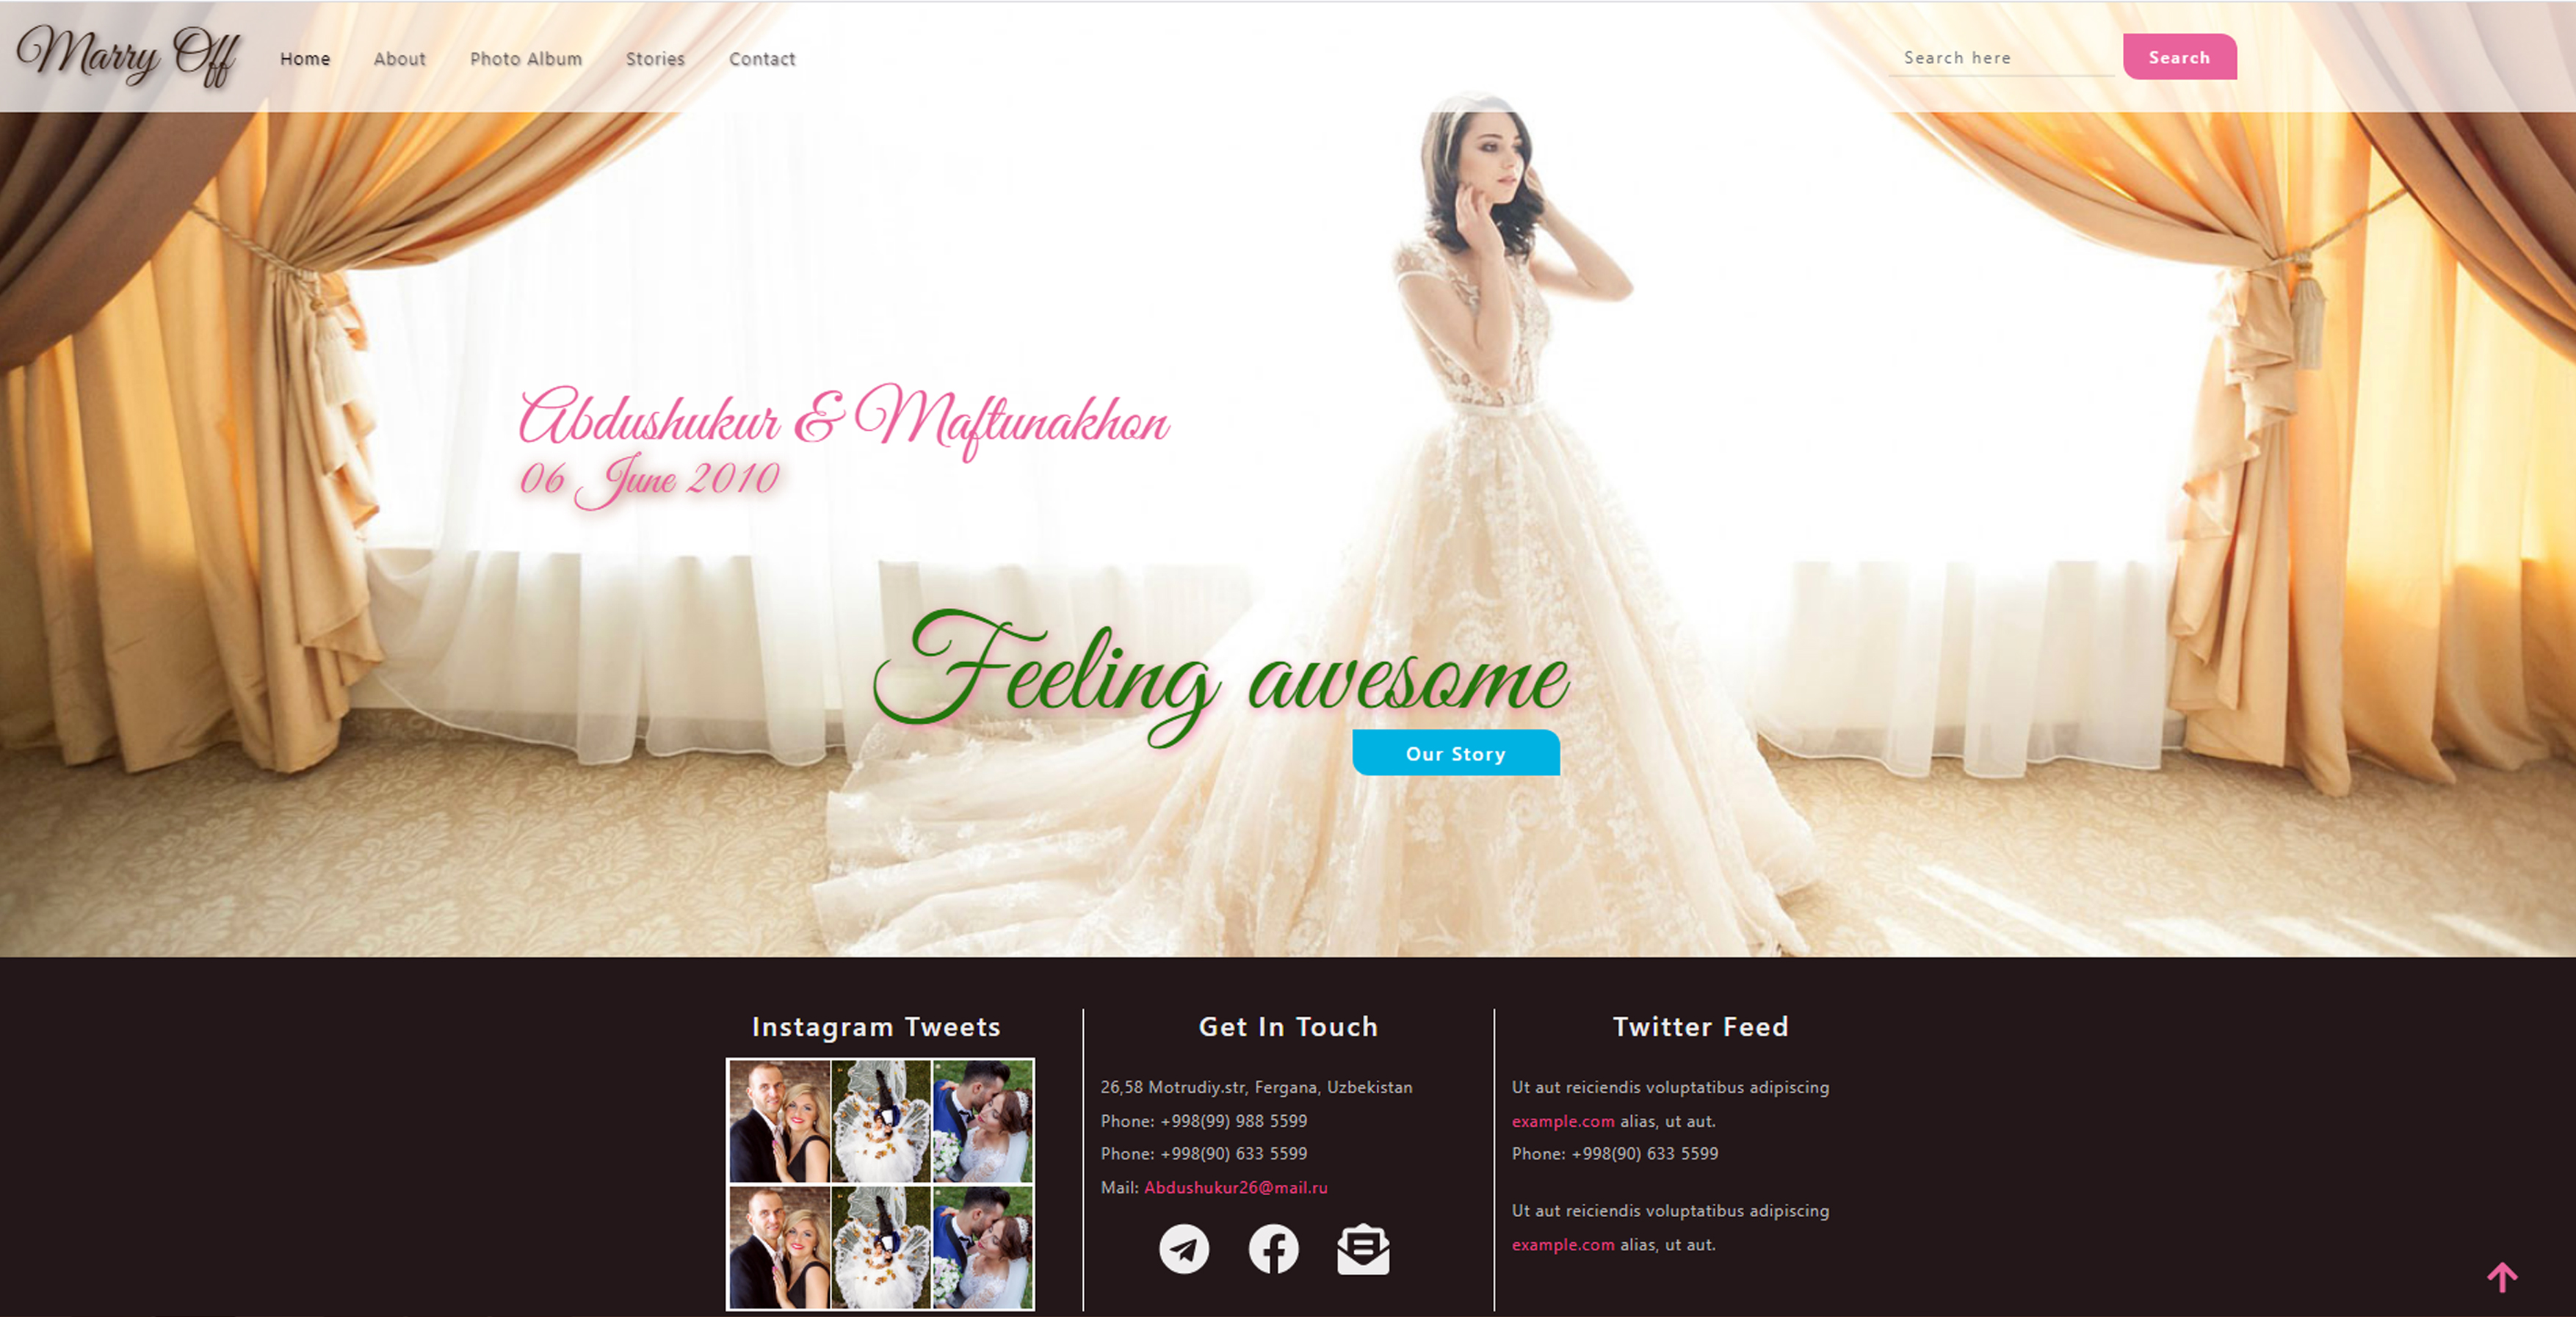 Marry Off
Home About Photo Album Stories Contact
Search here Search
Abdushukur & Maftunakhon
06 June 2010
Feeling awesome
Our Story
Instagram Tweets
Get In Touch
26,58 Motrudiy.str, Fergana, Uzbekistan
Phone: +998(99) 988 5599
Phone: +998(90) 633 5599
Mail: Abdushukur26@mail.ru
Twitter Feed
Ut aut reiciendis voluptatibus adipiscing
example.com alias, ut aut.
Phone: +998(90) 633 5599
Ut aut reiciendis voluptatibus adipiscing
example.com alias, ut aut.